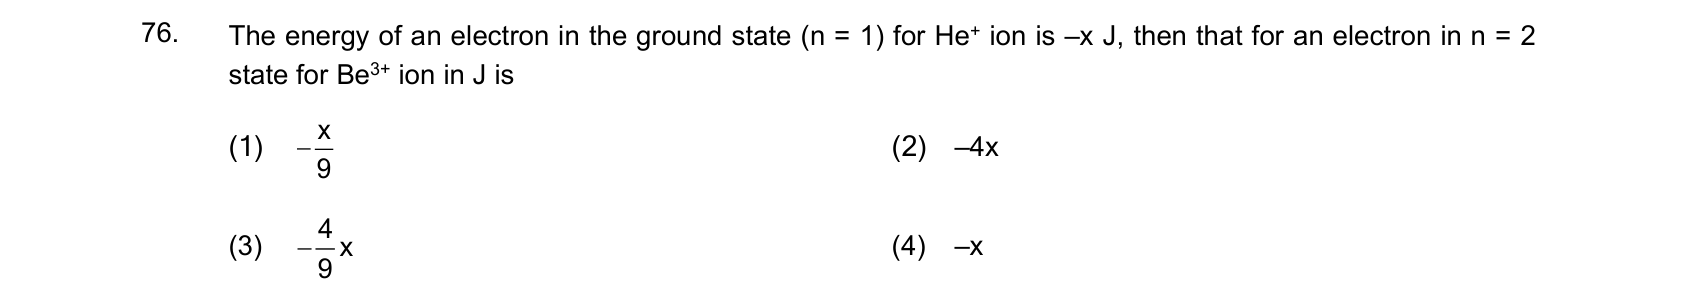 76. The energy of an electron in the ground state (n = 1) for He⁺ ion is –x J, then that for an electron in n = 2
state for Be³⁺ ion in J is
(1) –x/9 (2) –4x
(3) –4/9 x (4) –x